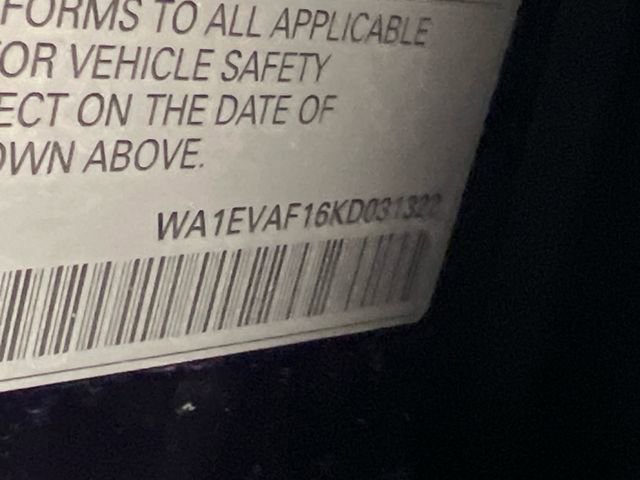 FORMS TO ALL APPLICABLE
OR VEHICLE SAFETY
ECT ON THE DATE OF
OWN ABOVE.
WA1EVAF16KD031322